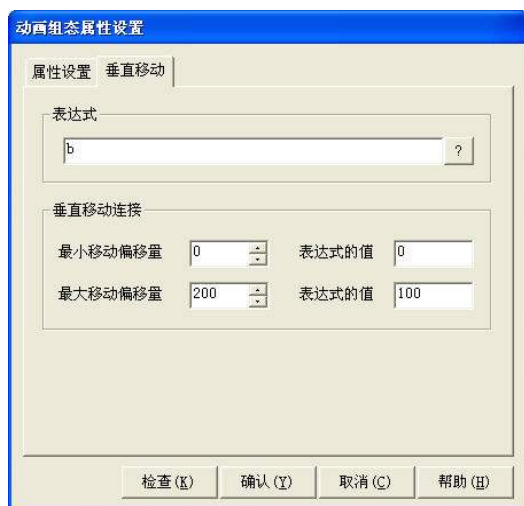 动画组态属性设置
属性设置 垂直移动
表达式
b ?
垂直移动连接
最小移动偏移量 0 表达式的值 0
最大移动偏移量 200 表达式的值 100
检查(K) 确认(Y) 取消(C) 帮助(H)